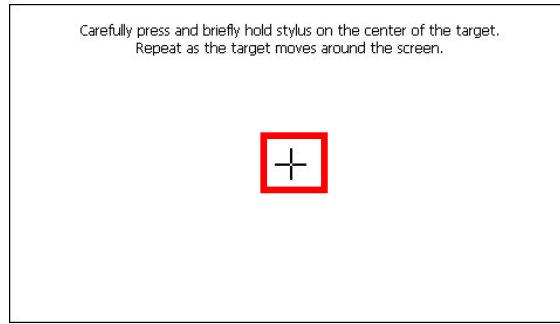 Carefully press and briefly hold stylus on the center of the target.
Repeat as the target moves around the screen.